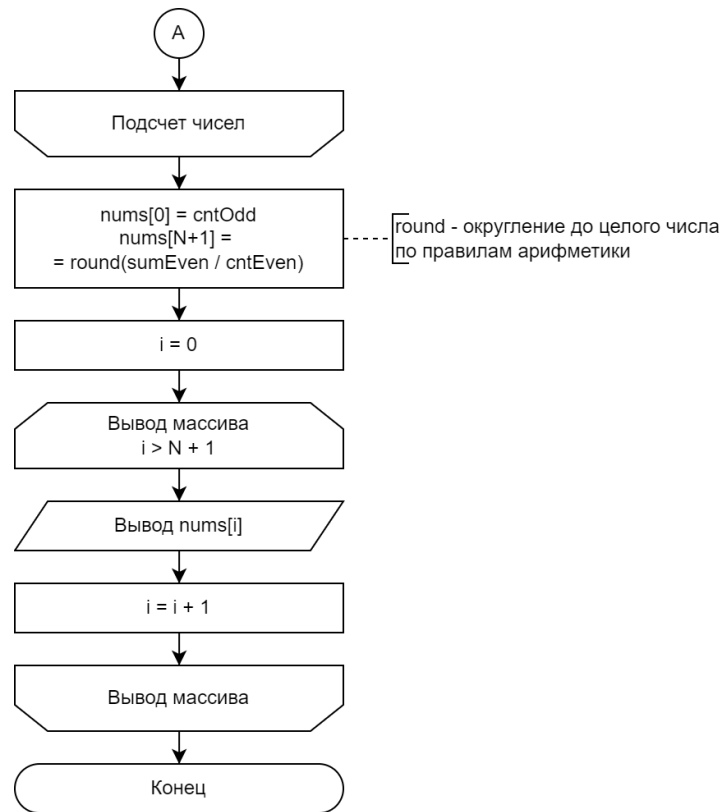 A
Подсчет чисел
nums[0] = cntOdd
nums[N+1] =
= round(sumEven / cntEven)
round - округление до целого числа
по правилам арифметики
i = 0
Вывод массива
i > N + 1
Вывод nums[i]
i = i + 1
Вывод массива
Конец